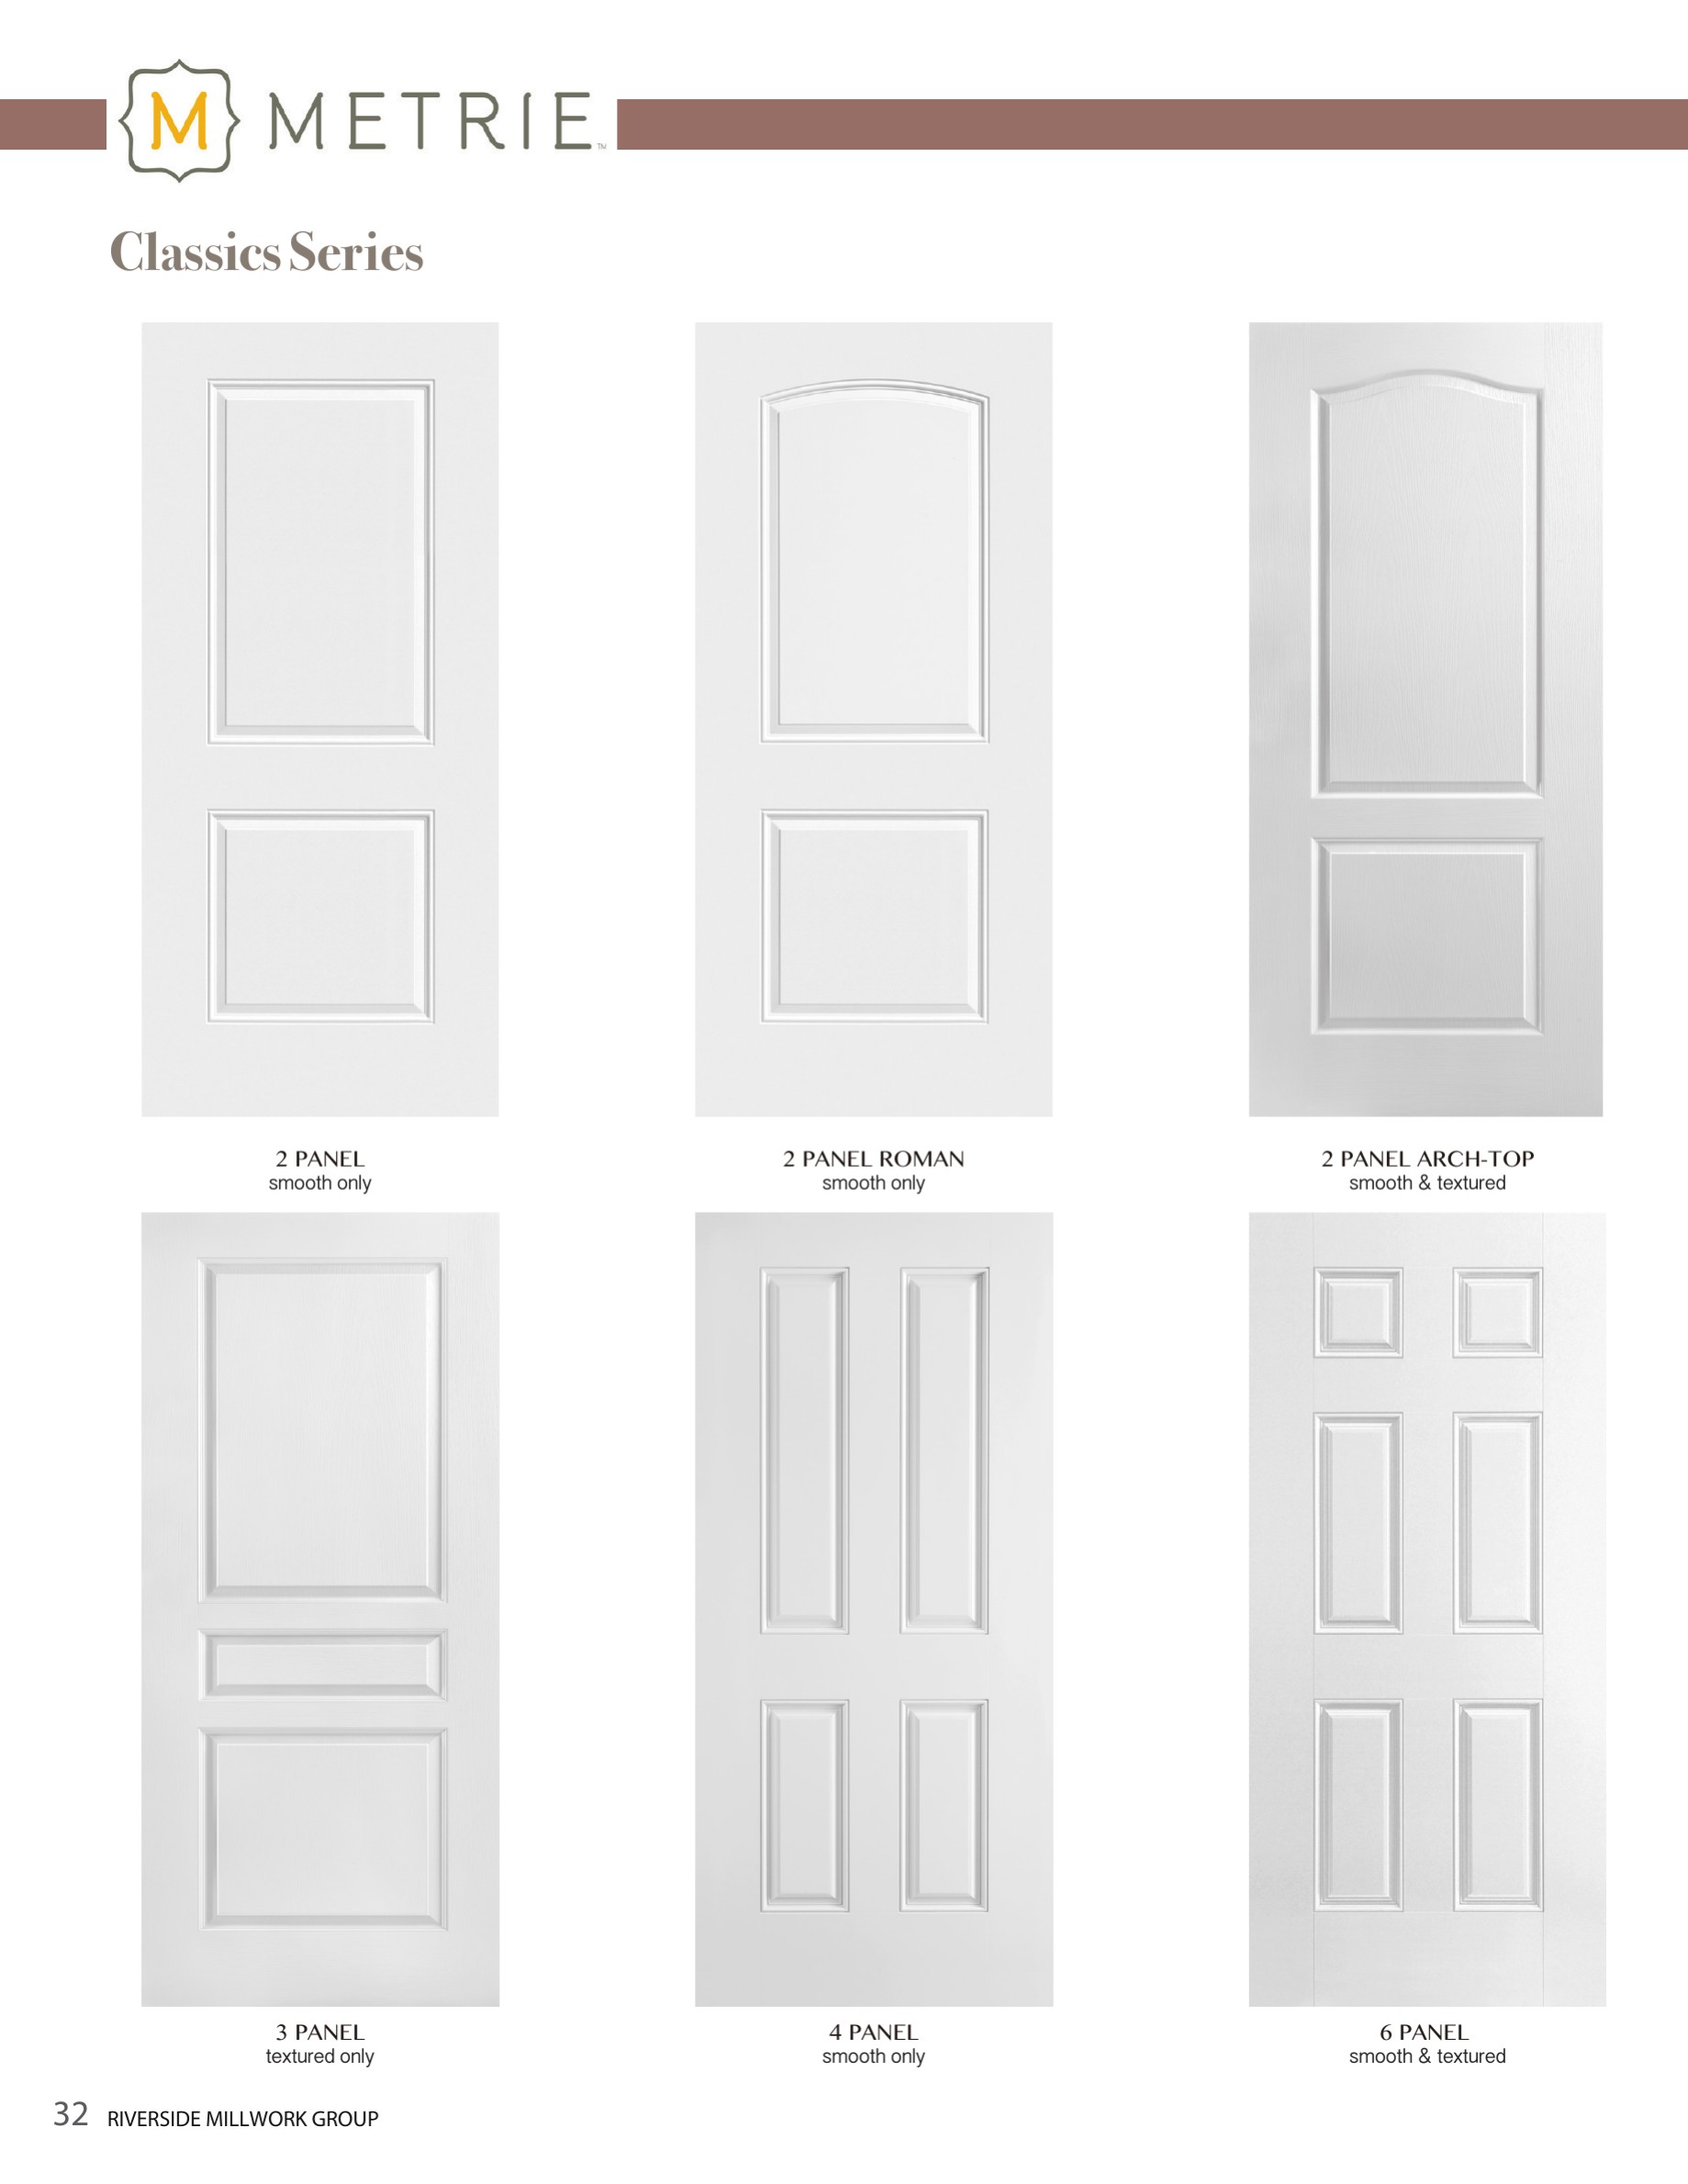 M METRIE™
Classics Series
2 PANEL
smooth only
2 PANEL ROMAN
smooth only
2 PANEL ARCH-TOP
smooth & textured
3 PANEL
textured only
4 PANEL
smooth only
6 PANEL
smooth & textured
32 RIVERSIDE MILLWORK GROUP